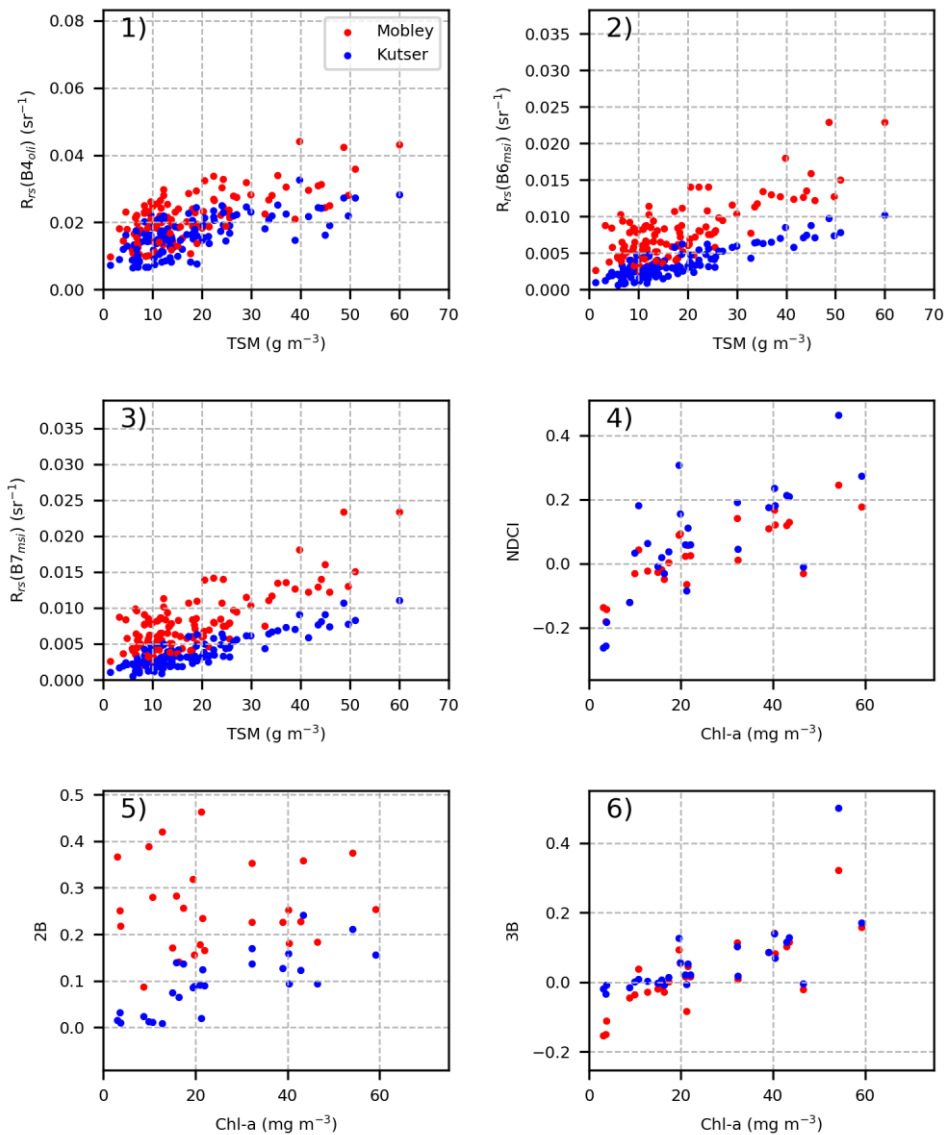 1)
Mobley
Kutser
0.08
0.06
0.04
0.02
0.00
R_rs(B4_oli) (sr⁻¹)
0 10 20 30 40 50 60 70
TSM (g m⁻³)
2)
0.035
0.030
0.025
0.020
0.015
0.010
0.005
0.000
R_rs(B6_msi) (sr⁻¹)
0 10 20 30 40 50 60 70
TSM (g m⁻³)
3)
0.035
0.030
0.025
0.020
0.015
0.010
0.005
0.000
R_rs(B7_msi) (sr⁻¹)
0 10 20 30 40 50 60 70
TSM (g m⁻³)
4)
0.4
0.2
0.0
−0.2
NDCI
0 20 40 60
Chl-a (mg m⁻³)
5)
0.5
0.4
0.3
0.2
0.1
0.0
2B
0 20 40 60
Chl-a (mg m⁻³)
6)
0.4
0.2
0.0
−0.2
3B
0 20 40 60
Chl-a (mg m⁻³)